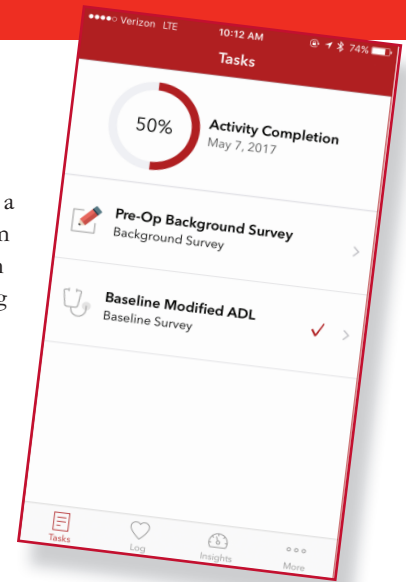 Verizon LTE 10:12 AM 74%
Tasks
50%
Activity Completion
May 7, 2017
Pre-Op Background Survey
Background Survey
Baseline Modified ADL
Baseline Survey
Tasks Log Insights More
a